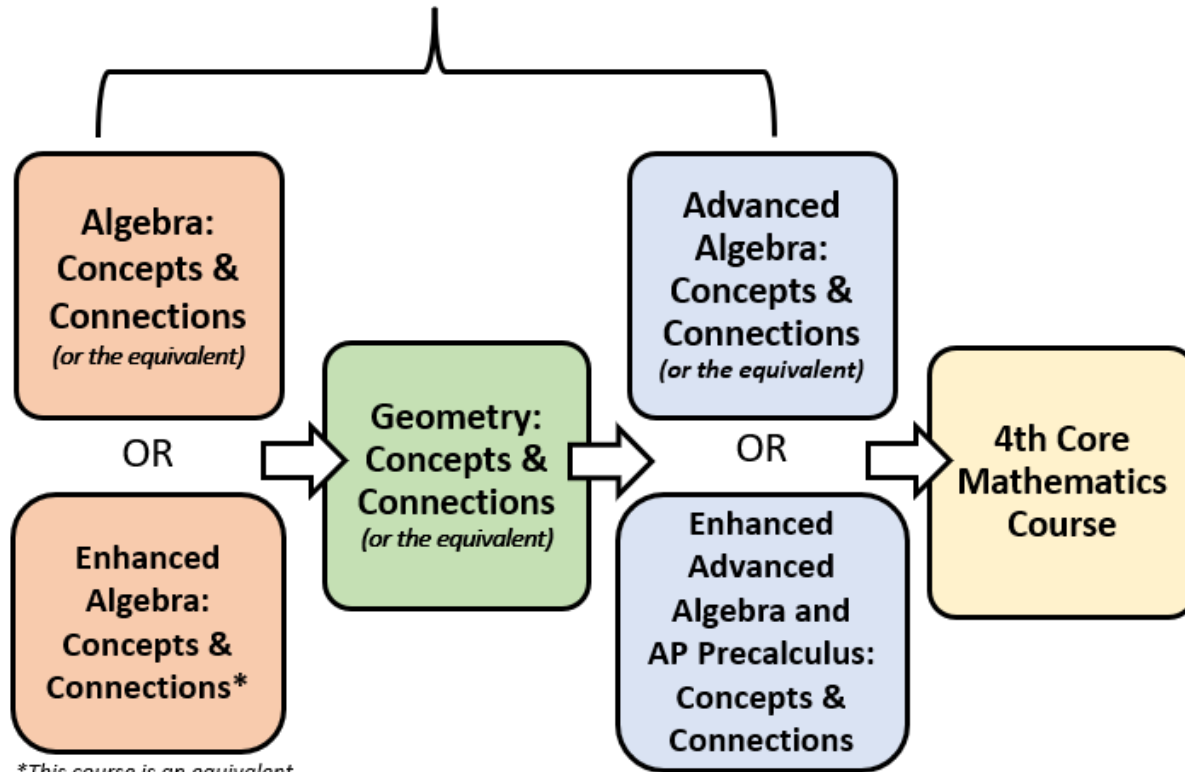 Algebra:
Concepts &
Connections
(or the equivalent)
OR
Enhanced
Algebra:
Concepts &
Connections*
*This course is an equivalent
Geometry:
Concepts &
Connections
(or the equivalent)
Advanced
Algebra:
Concepts &
Connections
(or the equivalent)
OR
Enhanced
Advanced
Algebra and
AP Precalculus:
Concepts &
Connections
4th Core
Mathematics
Course